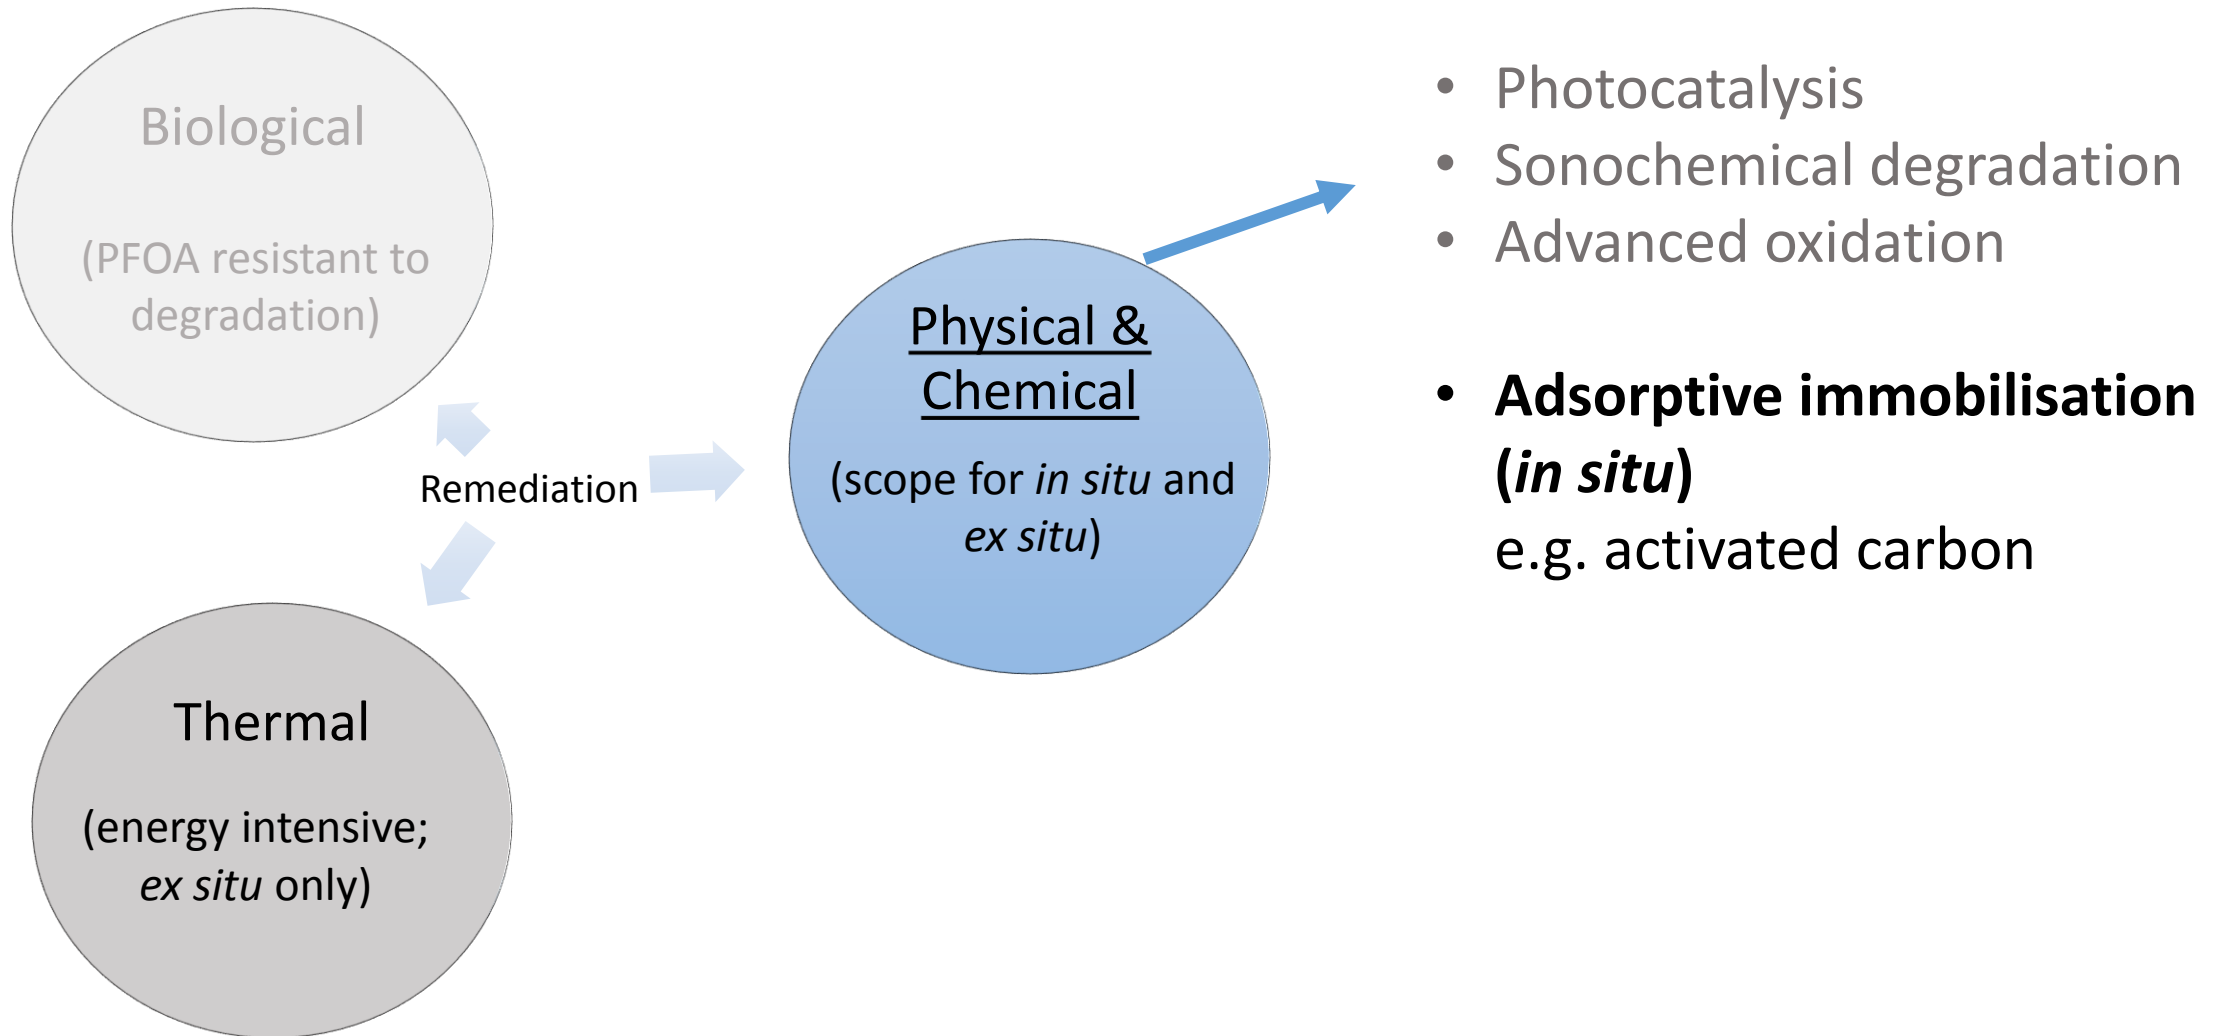 Biological
(PFOA resistant to
degradation)
Remediation
Thermal
(energy intensive;
ex situ only)
Physical &
Chemical
(scope for in situ and
ex situ)
• Photocatalysis
• Sonochemical degradation
• Advanced oxidation
• Adsorptive immobilisation
(in situ)
e.g. activated carbon